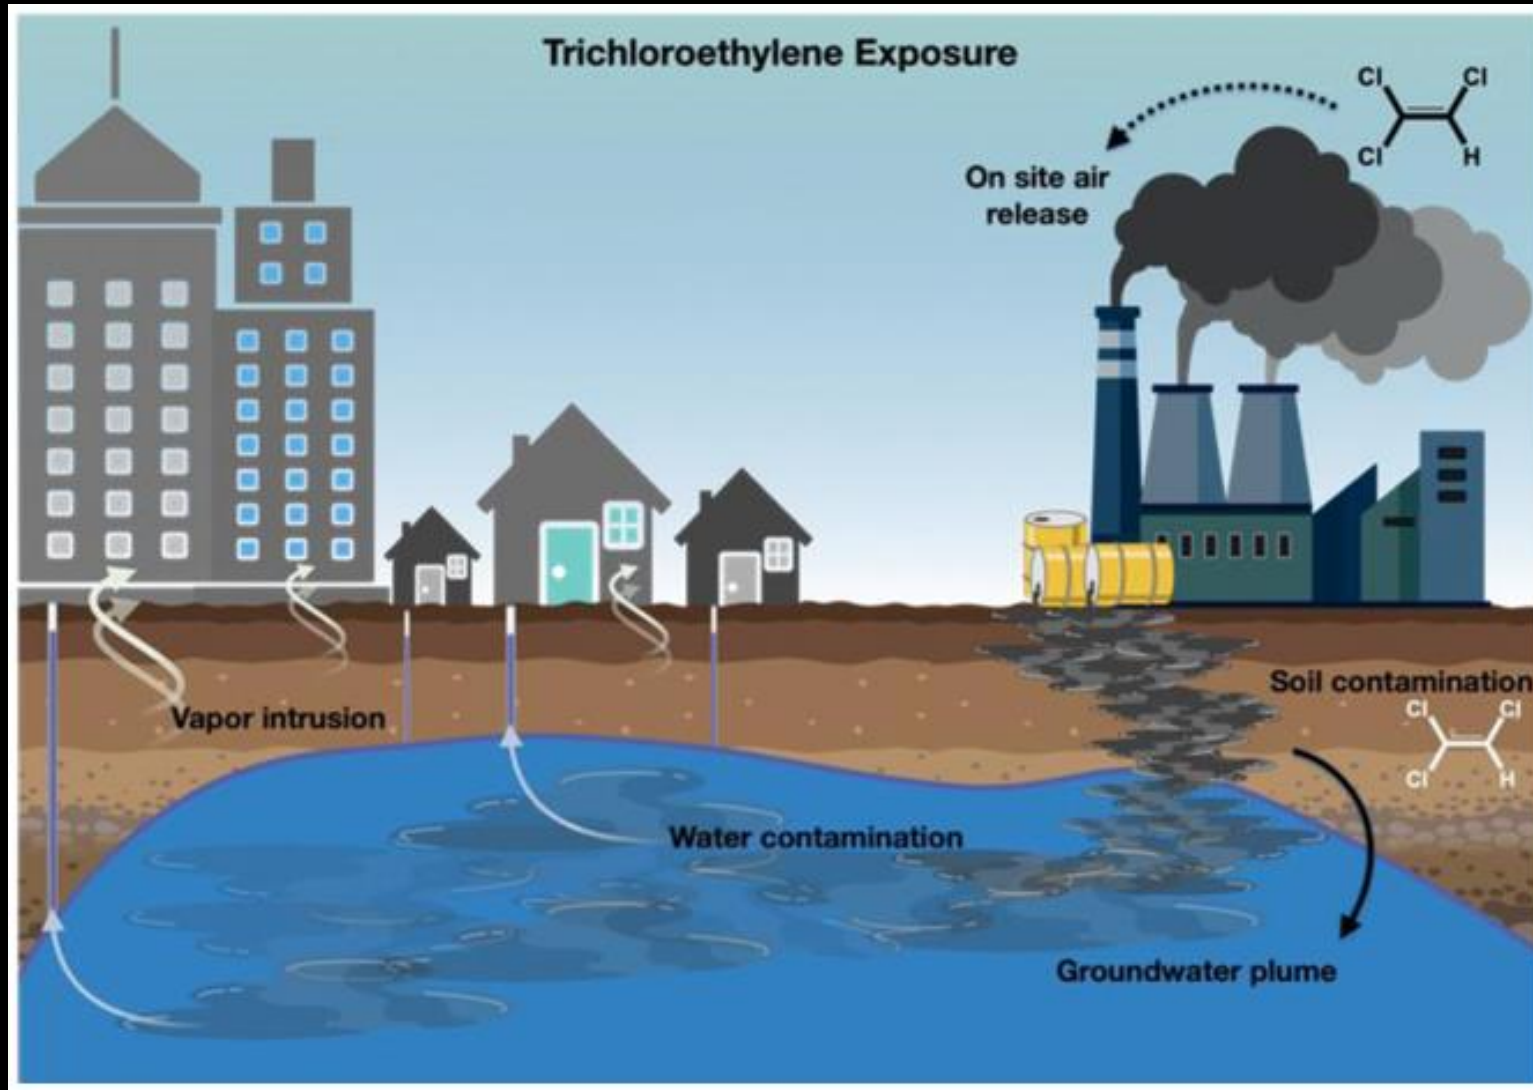 Trichloroethylene Exposure
Cl
Cl
Cl
H
On site air
release
Soil contamination
Cl
Cl
Cl
H
Vapor intrusion
Water contamination
Groundwater plume